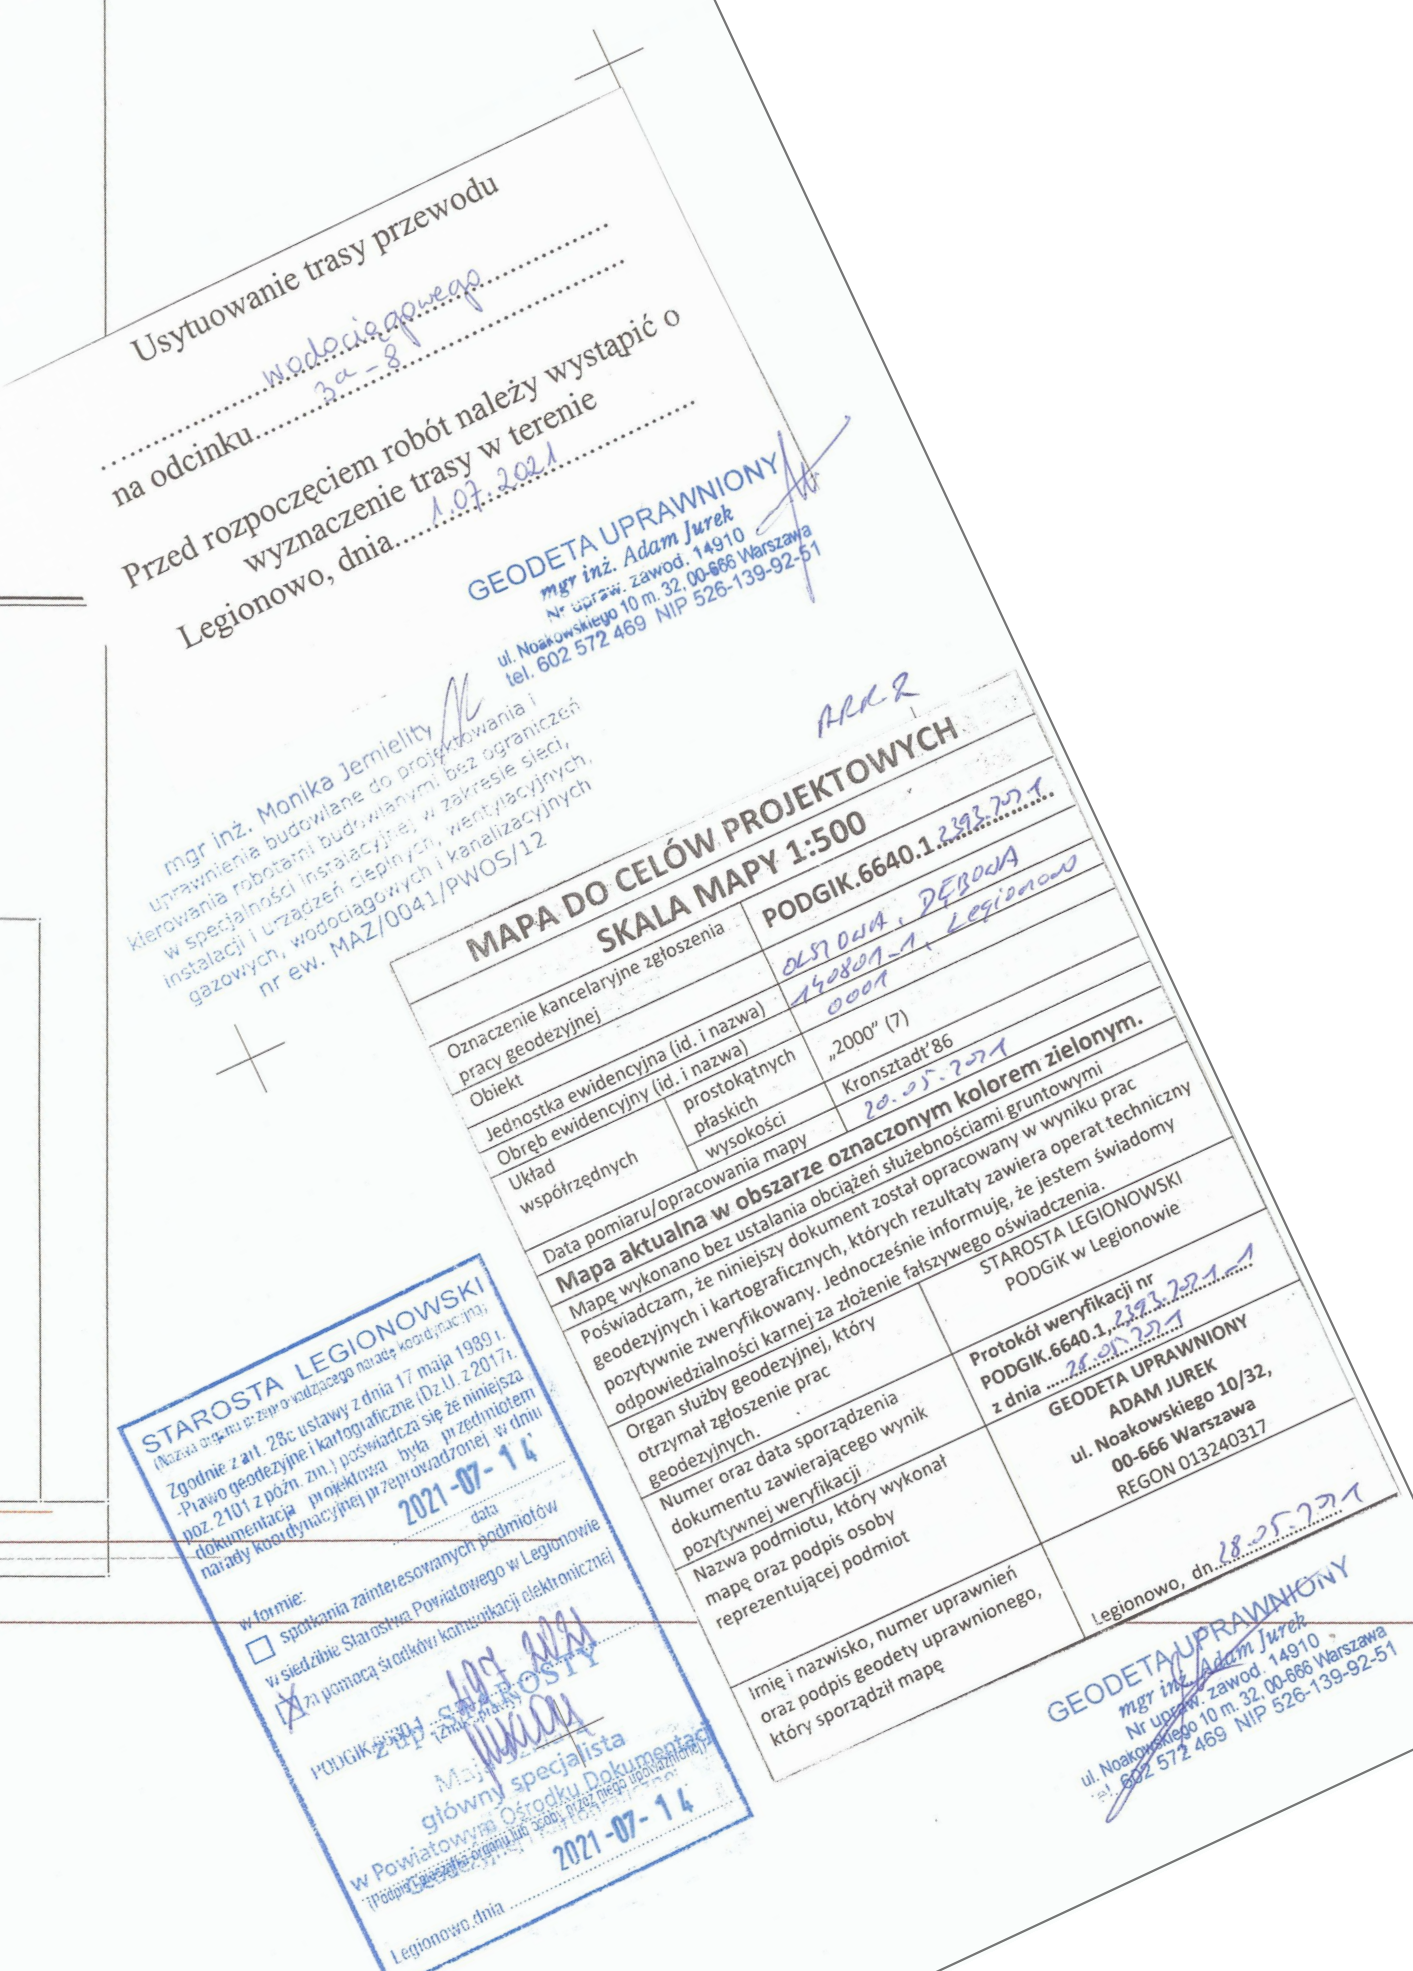 Usytuowanie trasy przewodu
wodociągowego
na odcinku 3a-8
Przed rozpoczęciem robót należy wystąpić o
wyznaczenie trasy w terenie
Legionowo, dnia 1.07.2021
GEODETA UPRAWNIONY
mgr inż. Adam Jurek
Nr upraw. zawod. 14910
ul. Noakowskiego 10 m. 32, 00-666 Warszawa
tel. 602 572 469 NIP 526-139-92-51
mgr inż. Monika Jemielity
uprawnienia budowlane do projektowania i
kierowania robotami budowlanymi bez ograniczeń
w specjalności instalacyjnej w zakresie sieci,
instalacji i urządzeń cieplnych, wentylacyjnych,
gazowych, wodociągowych i kanalizacyjnych
nr ew. MAZ/0041/PWOS/12
MAPA DO CELÓW PROJEKTOWYCH
SKALA MAPY 1:500
Oznaczenie kancelaryjne zgłoszenia
pracy geodezyjnej
PODGIK.6640.1.2393.2021
Obiekt
OLSZOWA, DĘBOWA
Jednostka ewidencyjna (id. i nazwa)
140801_1, Legionowo
Obręb ewidencyjny (id. i nazwa)
0001
Układ
współrzędnych
prostokątnych
płaskich
„2000” (7)
wysokości
Kronsztadt'86
Data pomiaru/opracowania mapy
20.05.2021
Mapa aktualna w obszarze oznaczonym kolorem zielonym.
Mapę wykonano bez ustalania obciążeń służebnościami gruntowymi
Poświadczam, że niniejszy dokument został opracowany w wyniku prac
geodezyjnych i kartograficznych, których rezultaty zawiera operat techniczny
pozytywnie zweryfikowany. Jednocześnie informuję, że jestem świadomy
odpowiedzialności karnej za złożenie fałszywego oświadczenia.
Organ służby geodezyjnej, który
otrzymał zgłoszenie prac
geodezyjnych.
STAROSTA LEGIONOWSKI
PODGiK w Legionowie
Numer oraz data sporządzenia
dokumentu zawierającego wynik
pozytywnej weryfikacji
Protokół weryfikacji nr
PODGIK.6640.1.2393.2021_1
z dnia
Nazwa podmiotu, który wykonał
mapę oraz podpis osoby
reprezentującej podmiot
GEODETA UPRAWNIONY
ADAM JUREK
ul. Noakowskiego 10/32,
00-666 Warszawa
REGON 013240317
Imię i nazwisko, numer uprawnień
oraz podpis geodety uprawnionego,
który sporządził mapę
Legionowo, dn. 28.05.2021
GEODETA UPRAWNIONY
mgr inż. Adam Jurek
Nr upraw. zawod. 14910
ul. Noakowskiego 10 m. 32, 00-666 Warszawa
tel. 602 572 469 NIP 526-139-92-51
STAROSTA LEGIONOWSKI
(Nazwa organu przeprowadzającego naradę koordynacyjną)
Zgodnie z art. 28c ustawy z dnia 17 maja 1989 r.
-Prawo geodezyjne i kartograficzne (Dz.U. z 2017r.
poz. 2101 z późn. zm.) poświadcza się że niniejsza
dokumentacja projektowa była przedmiotem
narady koordynacyjnej przeprowadzonej w dniu
2021-07-14
data
w formie:
spotkania zainteresowanych podmiotów
w siedzibie Starostwa Powiatowego w Legionowie
za pomocą środków komunikacji elektronicznej
z up. STAROSTY
główny specjalista
w Powiatowym Ośrodku Dokumentacji
2021-07-14
Legionowo, dnia